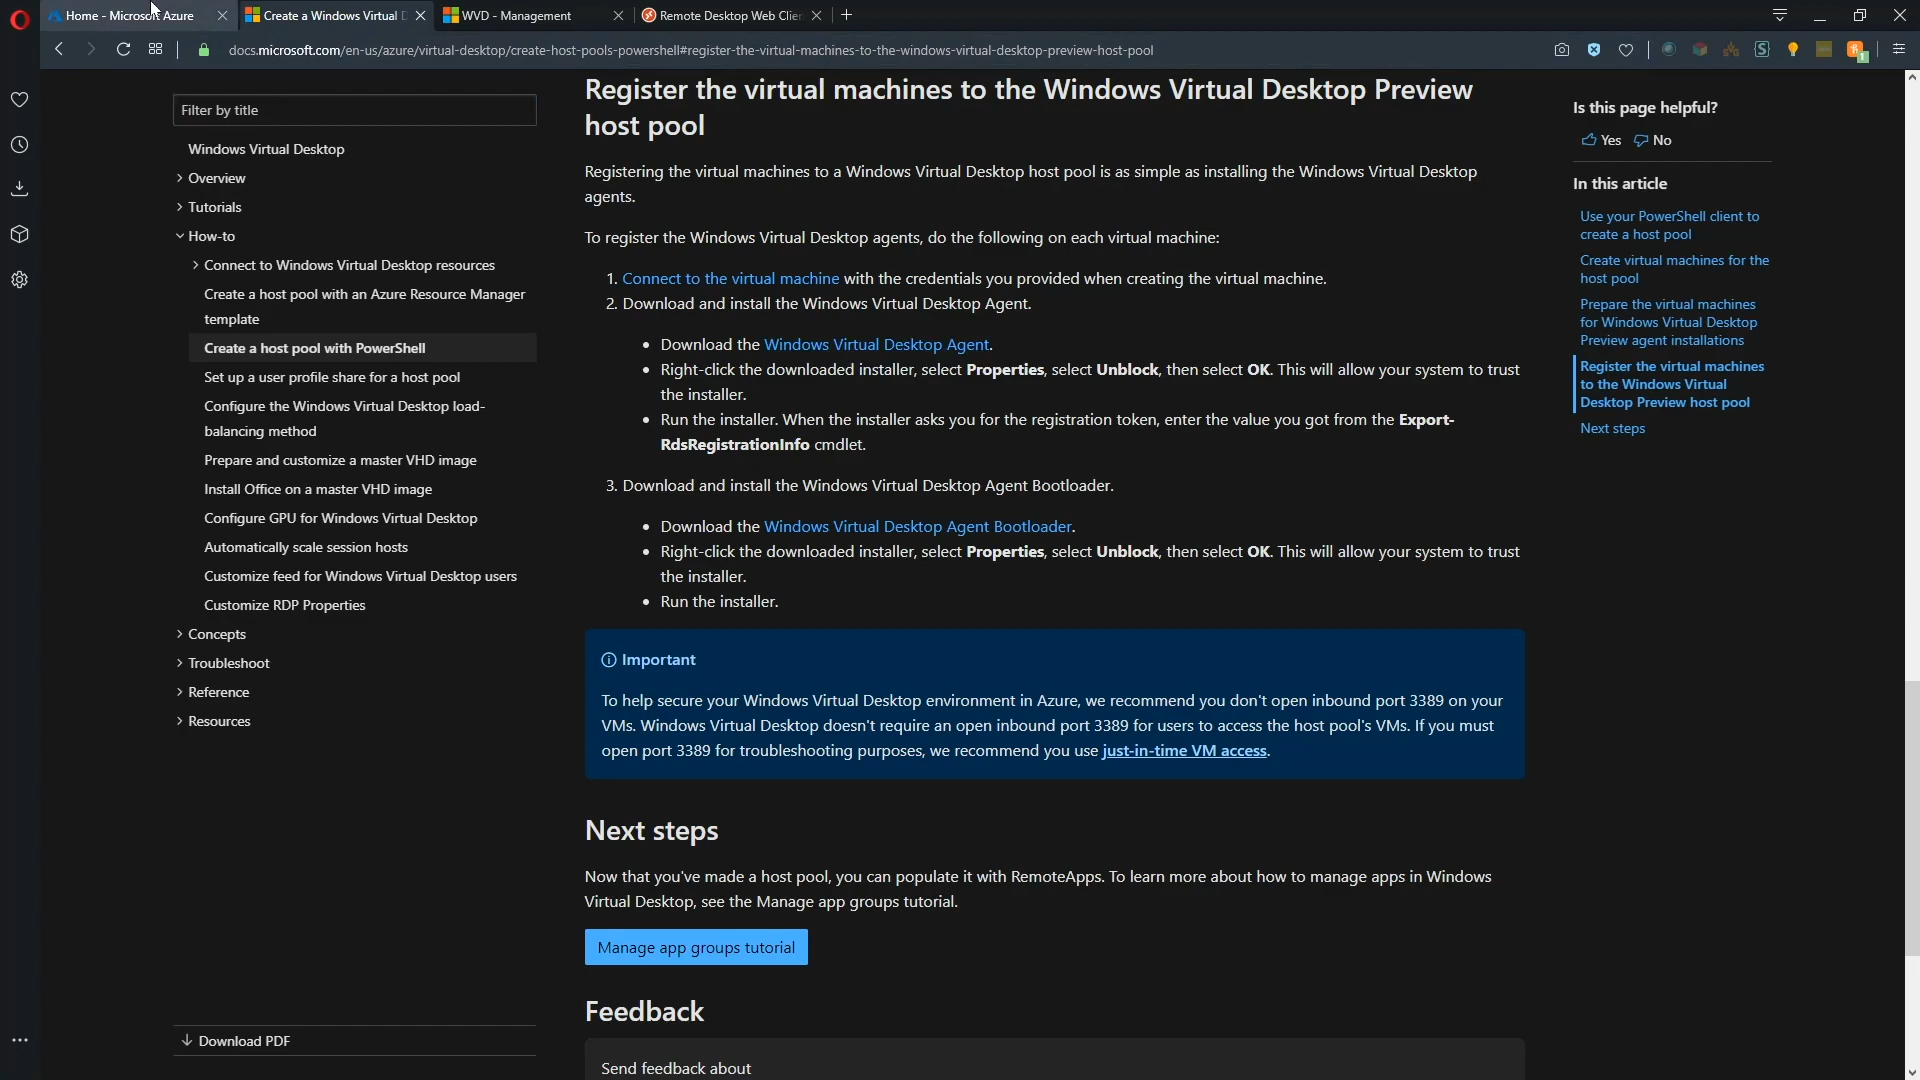 Home - Microsoft Azure
Create a Windows Virtual D
WVD - Management
Remote Desktop Web Clien
docs.microsoft.com/en-us/azure/virtual-desktop/create-host-pools-powershell#register-the-virtual-machines-to-the-windows-virtual-desktop-preview-host-pool
1
Filter by title
Windows Virtual Desktop
Overview
Tutorials
How-to
Connect to Windows Virtual Desktop resources
Create a host pool with an Azure Resource Manager
template
Create a host pool with PowerShell
Set up a user profile share for a host pool
Configure the Windows Virtual Desktop load-
balancing method
Prepare and customize a master VHD image
Install Office on a master VHD image
Configure GPU for Windows Virtual Desktop
Automatically scale session hosts
Customize feed for Windows Virtual Desktop users
Customize RDP Properties
Concepts
Troubleshoot
Reference
Resources
Download PDF
Register the virtual machines to the Windows Virtual Desktop Preview
host pool
Registering the virtual machines to a Windows Virtual Desktop host pool is as simple as installing the Windows Virtual Desktop
agents.
To register the Windows Virtual Desktop agents, do the following on each virtual machine:
1. Connect to the virtual machine with the credentials you provided when creating the virtual machine.
2. Download and install the Windows Virtual Desktop Agent.
• Download the Windows Virtual Desktop Agent.
• Right-click the downloaded installer, select Properties, select Unblock, then select OK. This will allow your system to trust
the installer.
• Run the installer. When the installer asks you for the registration token, enter the value you got from the Export-
RdsRegistrationInfo cmdlet.
3. Download and install the Windows Virtual Desktop Agent Bootloader.
• Download the Windows Virtual Desktop Agent Bootloader.
• Right-click the downloaded installer, select Properties, select Unblock, then select OK. This will allow your system to trust
the installer.
• Run the installer.
Important
To help secure your Windows Virtual Desktop environment in Azure, we recommend you don't open inbound port 3389 on your
VMs. Windows Virtual Desktop doesn't require an open inbound port 3389 for users to access the host pool's VMs. If you must
open port 3389 for troubleshooting purposes, we recommend you use just-in-time VM access.
Next steps
Now that you've made a host pool, you can populate it with RemoteApps. To learn more about how to manage apps in Windows
Virtual Desktop, see the Manage app groups tutorial.
Manage app groups tutorial
Feedback
Send feedback about
Is this page helpful?
Yes No
In this article
Use your PowerShell client to
create a host pool
Create virtual machines for the
host pool
Prepare the virtual machines
for Windows Virtual Desktop
Preview agent installations
Register the virtual machines
to the Windows Virtual
Desktop Preview host pool
Next steps